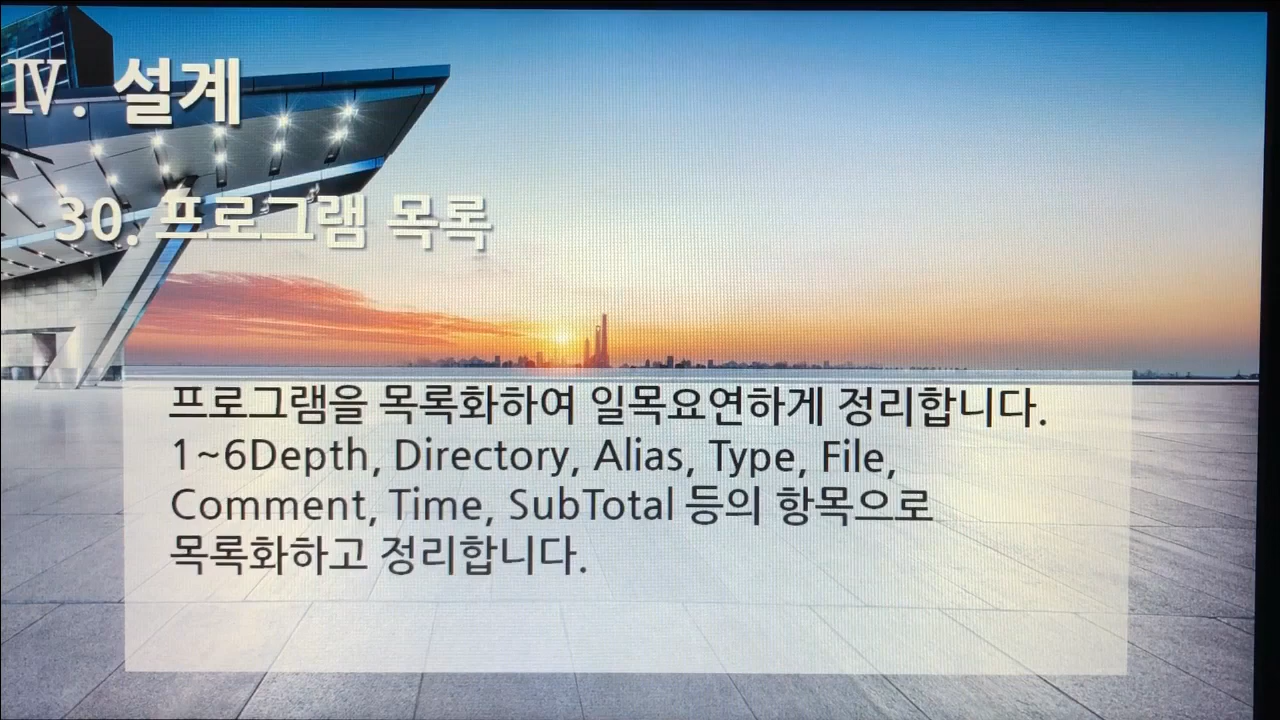 Ⅳ. 설계
30. 프로그램 목록
프로그램을 목록화하여 일목요연하게 정리합니다.
1~6Depth, Directory, Alias, Type, File,
Comment, Time, SubTotal 등의 항목으로
목록화하고 정리합니다.